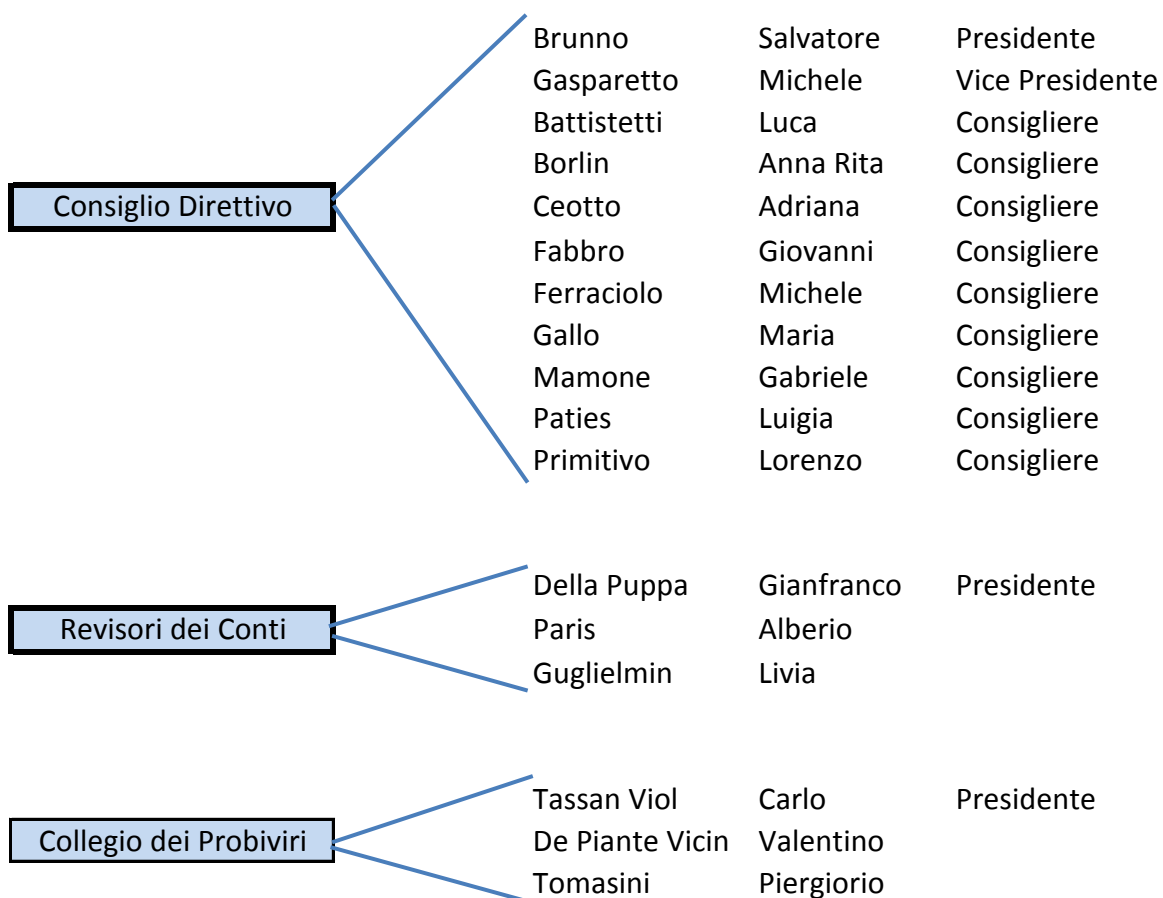 Brunno Salvatore Presidente
Gasparetto Michele Vice Presidente
Battistetti Luca Consigliere
Borlin Anna Rita Consigliere
Consiglio Direttivo
Ceotto Adriana Consigliere
Fabbro Giovanni Consigliere
Ferraciolo Michele Consigliere
Gallo Maria Consigliere
Mamone Gabriele Consigliere
Paties Luigia Consigliere
Primitivo Lorenzo Consigliere
Della Puppa Gianfranco Presidente
Revisori dei Conti
Paris Alberio
Guglielmin Livia
Tassan Viol Carlo Presidente
Collegio dei Probiviri
De Piante Vicin Valentino
Tomasini Piergiorio